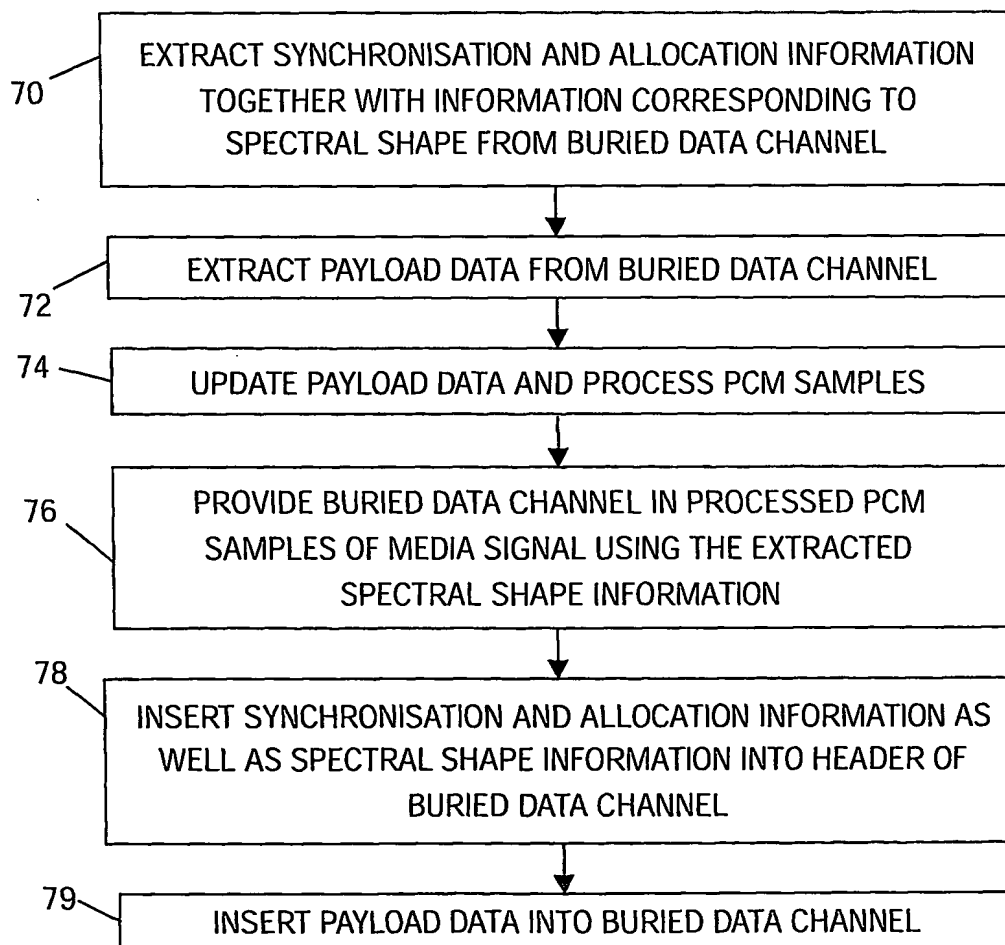 70
EXTRACT SYNCHRONISATION AND ALLOCATION INFORMATION
TOGETHER WITH INFORMATION CORRESPONDING TO
SPECTRAL SHAPE FROM BURIED DATA CHANNEL
72
EXTRACT PAYLOAD DATA FROM BURIED DATA CHANNEL
74
UPDATE PAYLOAD DATA AND PROCESS PCM SAMPLES
76
PROVIDE BURIED DATA CHANNEL IN PROCESSED PCM
SAMPLES OF MEDIA SIGNAL USING THE EXTRACTED
SPECTRAL SHAPE INFORMATION
78
INSERT SYNCHRONISATION AND ALLOCATION INFORMATION AS
WELL AS SPECTRAL SHAPE INFORMATION INTO HEADER OF
BURIED DATA CHANNEL
79
INSERT PAYLOAD DATA INTO BURIED DATA CHANNEL